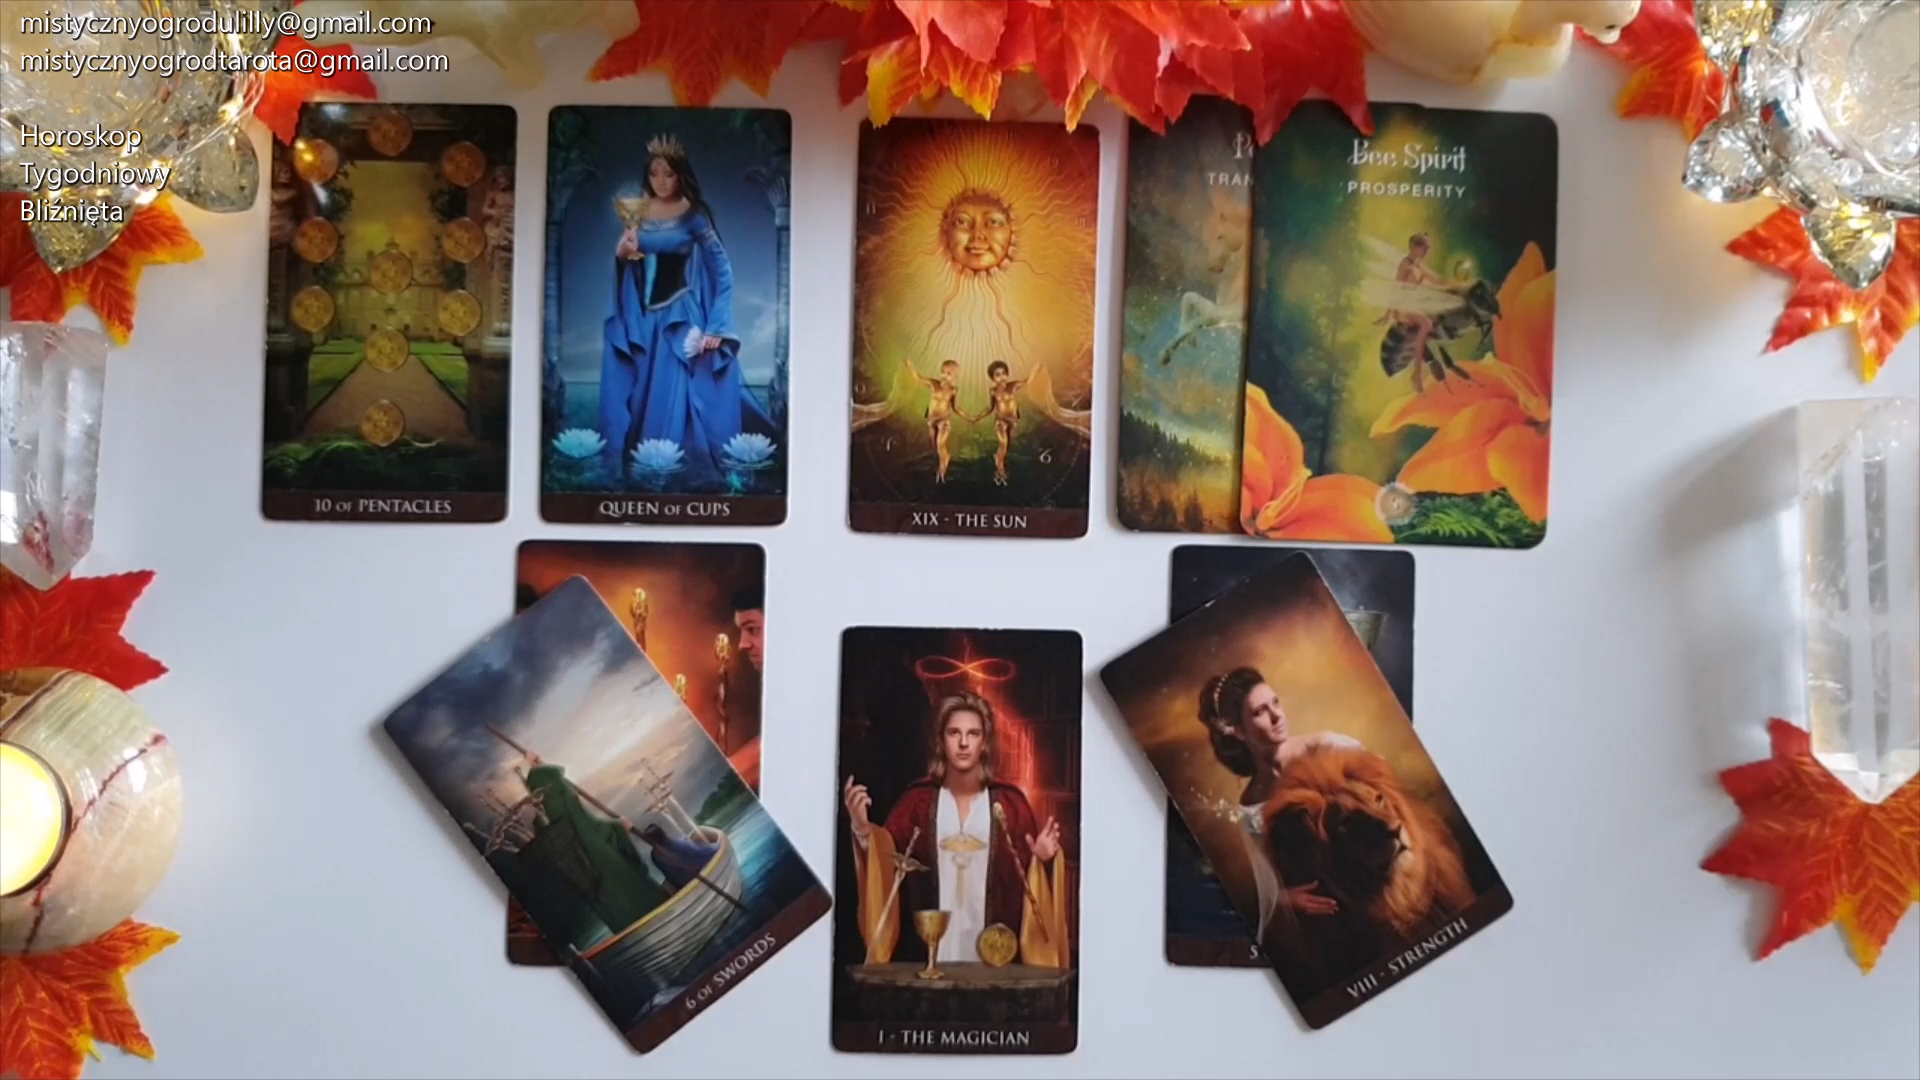 mistycznyogrodulilly@gmail.com
mistycznyogrodtarota@gmail.com
Horoskop
Tygodniowy
Bliźnięta
Bee Spirit
PROSPERITY
TRAN
10 OF PENTACLES
QUEEN OF CUPS
XIX - THE SUN
6 OF SWORDS
I - THE MAGICIAN
VIII - STRENGTH